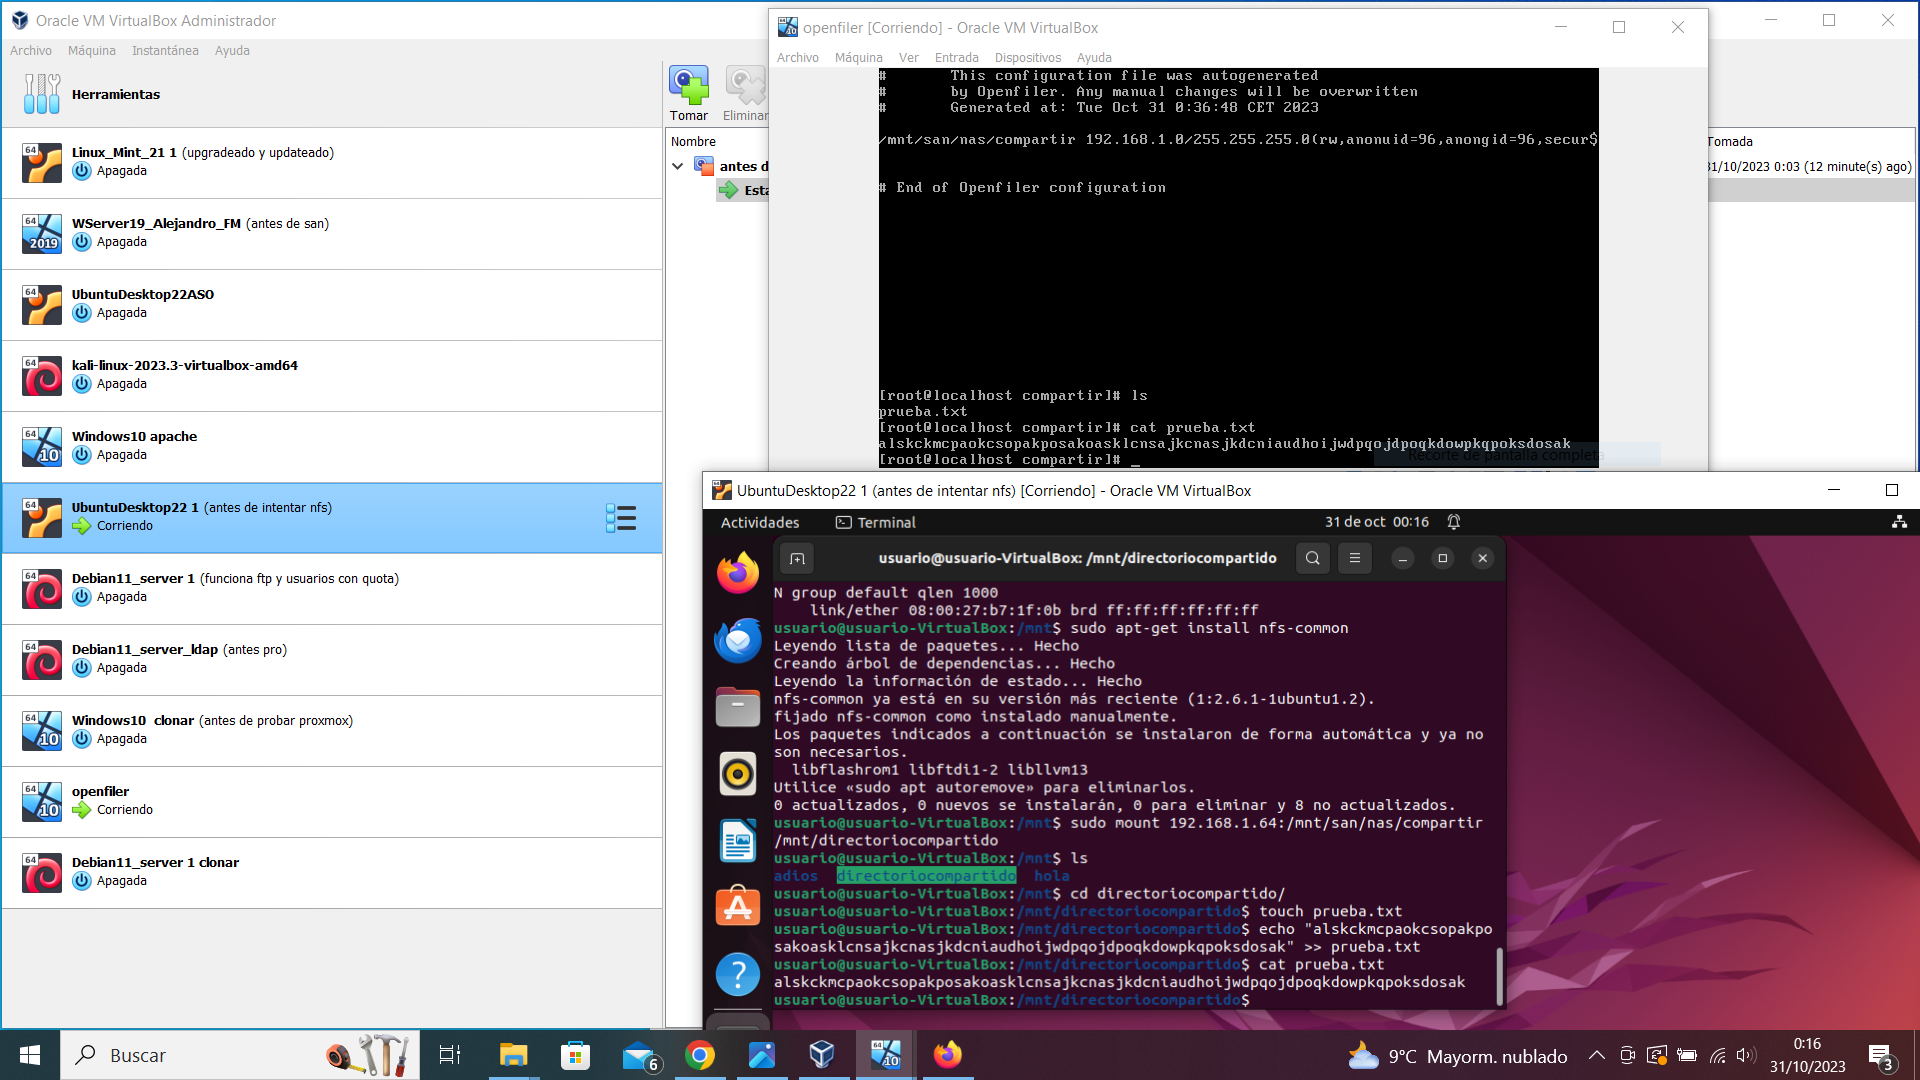 Oracle VM VirtualBox Administrador
Archivo Máquina Instantánea Ayuda
Herramientas
Linux_Mint_21 1 (upgradeado y updateado)
Apagada
WServer19_Alejandro_FM (antes de san)
Apagada
UbuntuDesktop22ASO
Apagada
kali-linux-2023.3-virtualbox-amd64
Apagada
Windows10 apache
Apagada
UbuntuDesktop22 1 (antes de intentar nfs)
Corriendo
Debian11_server 1 (funciona ftp y usuarios con quota)
Apagada
Debian11_server_ldap (antes pro)
Apagada
Windows10 clonar (antes de probar proxmox)
Apagada
openfiler
Corriendo
Debian11_server 1 clonar
Apagada
Tomar Eliminar
Nombre
antes d
Esta
Tomada
31/10/2023 0:03 (12 minute(s) ago)
openfiler [Corriendo] - Oracle VM VirtualBox
Archivo Máquina Ver Entrada Dispositivos Ayuda
# This configuration file was autogenerated
# by Openfiler. Any manual changes will be overwritten
# Generated at: Tue Oct 31 0:36:48 CET 2023
/mnt/san/nas/compartir 192.168.1.0/255.255.255.0(rw,anonuid=96,anongid=96,secur$
# End of Openfiler configuration
[root@localhost compartir]# ls
prueba.txt
[root@localhost compartir]# cat prueba.txt
alskckmcpaokcsopakposakoasklcnsajkcnasjkdcniaudhoijwdpqojdpoqkdowpkqpoksdosak
[root@localhost compartir]# _
Recorte de pantalla completa
UbuntuDesktop22 1 (antes de intentar nfs) [Corriendo] - Oracle VM VirtualBox
Actividades Terminal 31 de oct 00:16
usuario@usuario-VirtualBox: /mnt/directoriocompartido
N group default qlen 1000
link/ether 08:00:27:b7:1f:0b brd ff:ff:ff:ff:ff:ff
usuario@usuario-VirtualBox:/mnt$ sudo apt-get install nfs-common
Leyendo lista de paquetes... Hecho
Creando árbol de dependencias... Hecho
Leyendo la información de estado... Hecho
nfs-common ya está en su versión más reciente (1:2.6.1-1ubuntu1.2).
fijado nfs-common como instalado manualmente.
Los paquetes indicados a continuación se instalaron de forma automática y ya no
son necesarios.
libflashrom1 libftdi1-2 libllvm13
Utilice «sudo apt autoremove» para eliminarlos.
0 actualizados, 0 nuevos se instalarán, 0 para eliminar y 8 no actualizados.
usuario@usuario-VirtualBox:/mnt$ sudo mount 192.168.1.64:/mnt/san/nas/compartir
/mnt/directoriocompartido
usuario@usuario-VirtualBox:/mnt$ ls
adios directoriocompartido hola
usuario@usuario-VirtualBox:/mnt$ cd directoriocompartido/
usuario@usuario-VirtualBox:/mnt/directoriocompartido$ touch prueba.txt
usuario@usuario-VirtualBox:/mnt/directoriocompartido$ echo "alskckmcpaokcsopakpo
sakoasklcnsajkcnasjkdcniaudhoijwdpqojdpoqkdowpkqpoksdosak" >> prueba.txt
usuario@usuario-VirtualBox:/mnt/directoriocompartido$ cat prueba.txt
alskckmcpaokcsopakposakoasklcnsajkcnasjkdcniaudhoijwdpqojdpoqkdowpkqpoksdosak
usuario@usuario-VirtualBox:/mnt/directoriocompartido$
Buscar
6
9°C Mayorm. nublado
0:16
31/10/2023
3